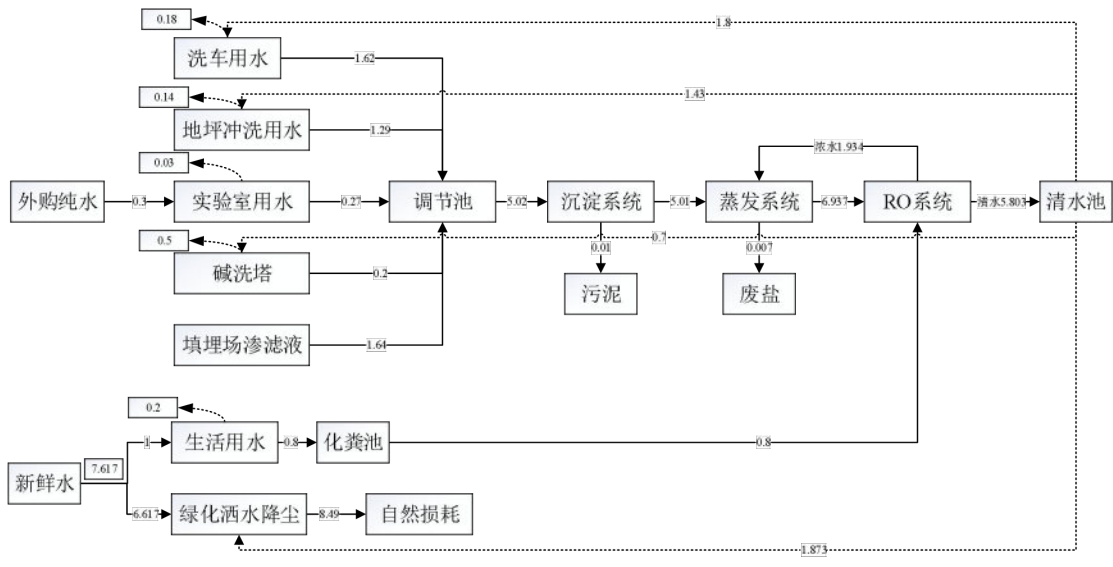 0.18
1.8
洗车用水
1.62
0.14
1.43
地坪冲洗用水
1.29
0.03
浓水1.934
外购纯水
0.3
实验室用水
0.27
调节池
5.02
沉淀系统
5.01
蒸发系统
6.937
RO系统
清水5.803
清水池
0.5
0.7
碱洗塔
0.2
0.01
0.007
污泥
废盐
填埋场渗滤液
1.64
0.2
生活用水
0.8
化粪池
0.8
1
7.617
新鲜水
6.617
绿化洒水降尘
8.49
自然损耗
1.873